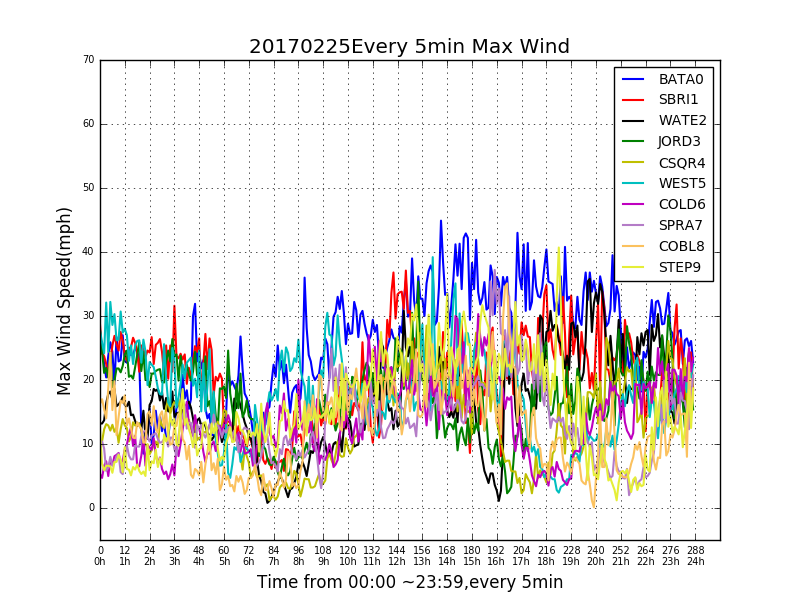 20170225Every 5min Max Wind
70
60
50
40
30
20
10
0
Max Wind Speed(mph)
BATA0
SBRI1
WATE2
JORD3
CSQR4
WEST5
COLD6
SPRA7
COBL8
STEP9
0 12 24 36 48 60 72 84 96 108 120 132 144 156 168 180 192 204 216 228 240 252 264 276 288
0h 1h 2h 3h 4h 5h 6h 7h 8h 9h 10h 11h 12h 13h 14h 15h 16h 17h 18h 19h 20h 21h 22h 23h 24h
Time from 00:00 ~23:59,every 5min